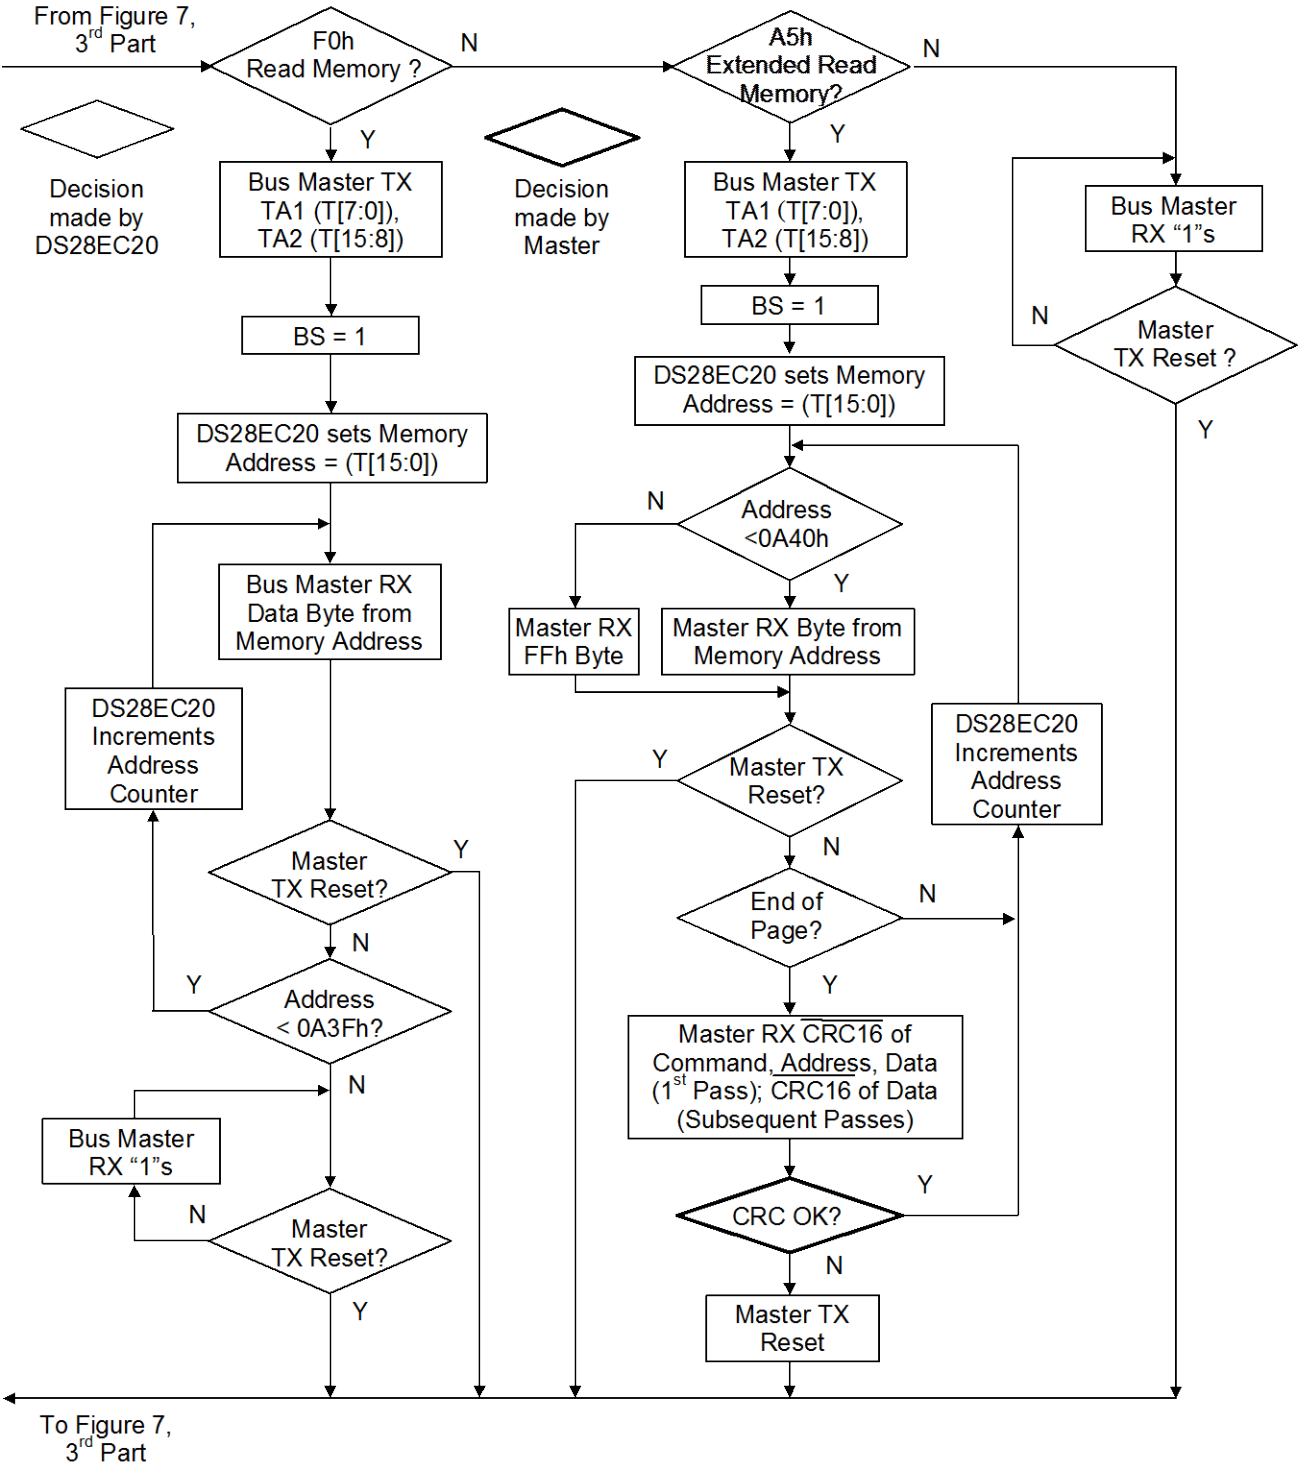 From Figure 7,
3rd Part
F0h
Read Memory ?
N
Y
A5h
Extended Read
Memory?
N
Y
Decision
made by
DS28EC20
Decision
made by
Master
Bus Master TX
TA1 (T[7:0]),
TA2 (T[15:8])
BS = 1
DS28EC20 sets Memory
Address = (T[15:0])
Bus Master RX
Data Byte from
Memory Address
DS28EC20
Increments
Address
Counter
Master
TX Reset?
Y
N
Address
< 0A3Fh?
Y
N
Bus Master
RX “1”s
N
Master
TX Reset?
Y
Bus Master TX
TA1 (T[7:0]),
TA2 (T[15:8])
BS = 1
DS28EC20 sets Memory
Address = (T[15:0])
N
Address
<0A40h
Y
Master RX
FFh Byte
Master RX Byte from
Memory Address
Y
Master TX
Reset?
N
End of
Page?
N
Y
DS28EC20
Increments
Address
Counter
Master RX CRC16 of
Command, Address, Data
(1st Pass); CRC16 of Data
(Subsequent Passes)
CRC OK?
Y
N
Master TX
Reset
Bus Master
RX “1”s
N
Master
TX Reset ?
Y
To Figure 7,
3rd Part